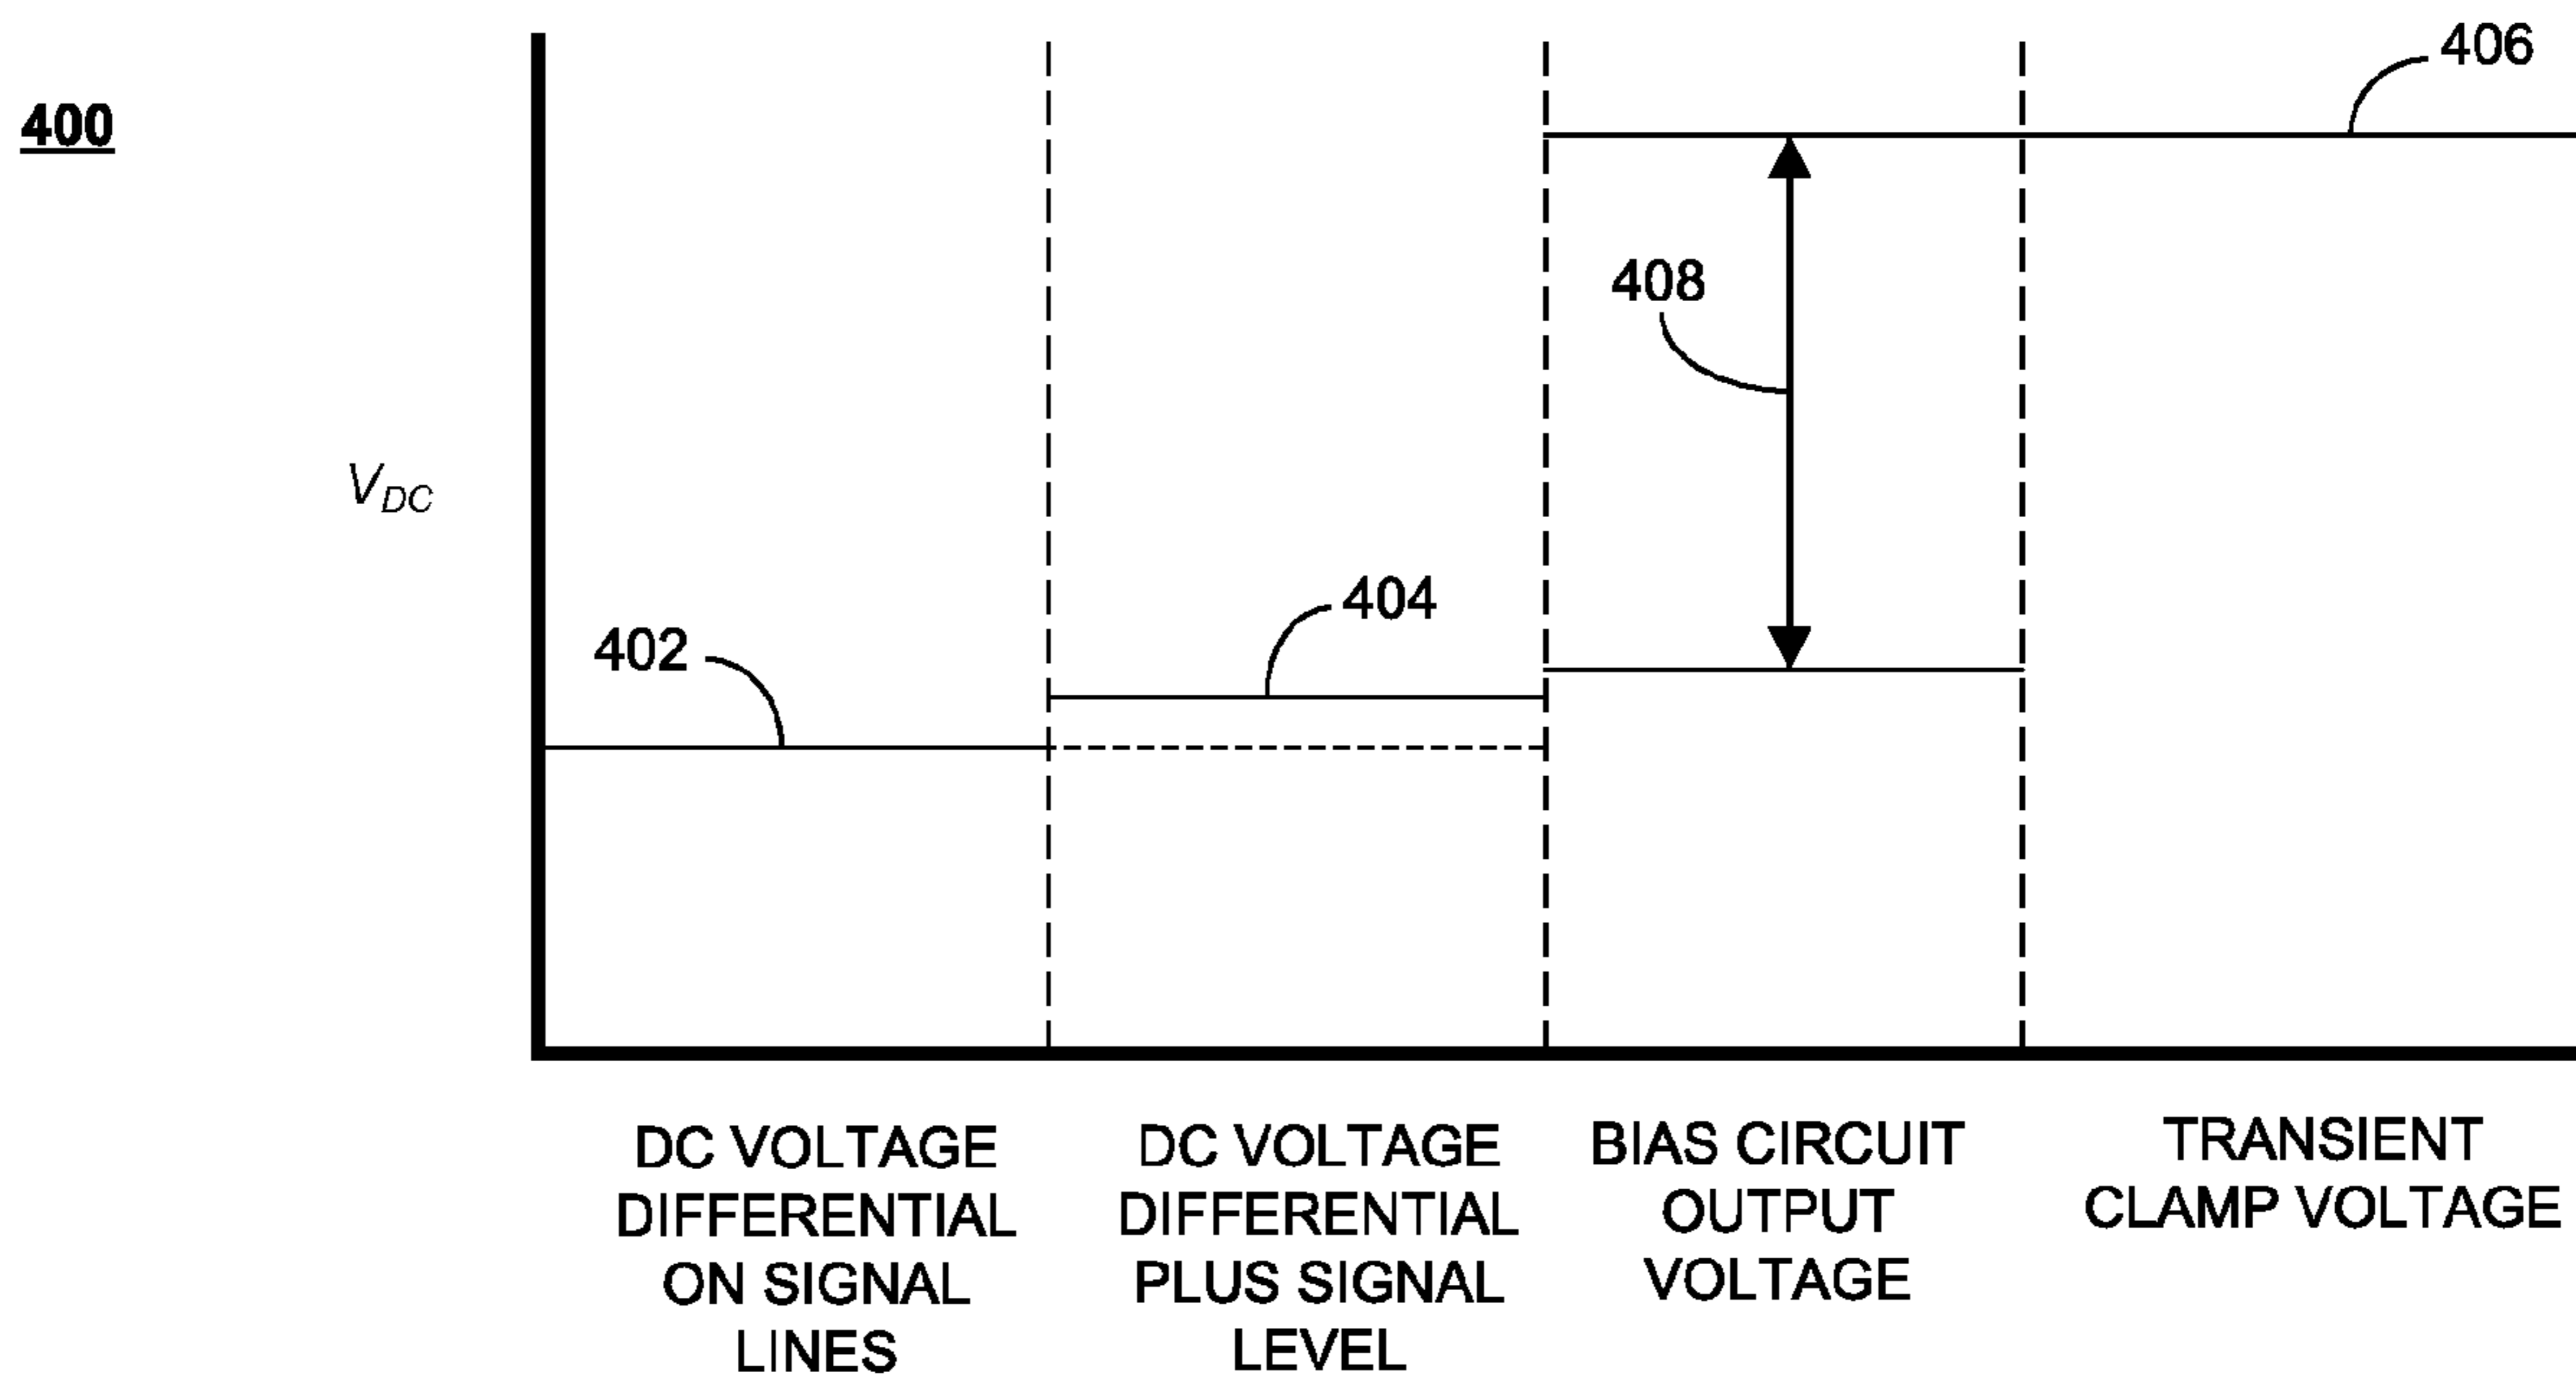 406
400
408
V_DC
404
402
DC VOLTAGE
DIFFERENTIAL
ON SIGNAL
LINES
DC VOLTAGE
DIFFERENTIAL
PLUS SIGNAL
LEVEL
BIAS CIRCUIT
OUTPUT
VOLTAGE
TRANSIENT
CLAMP VOLTAGE